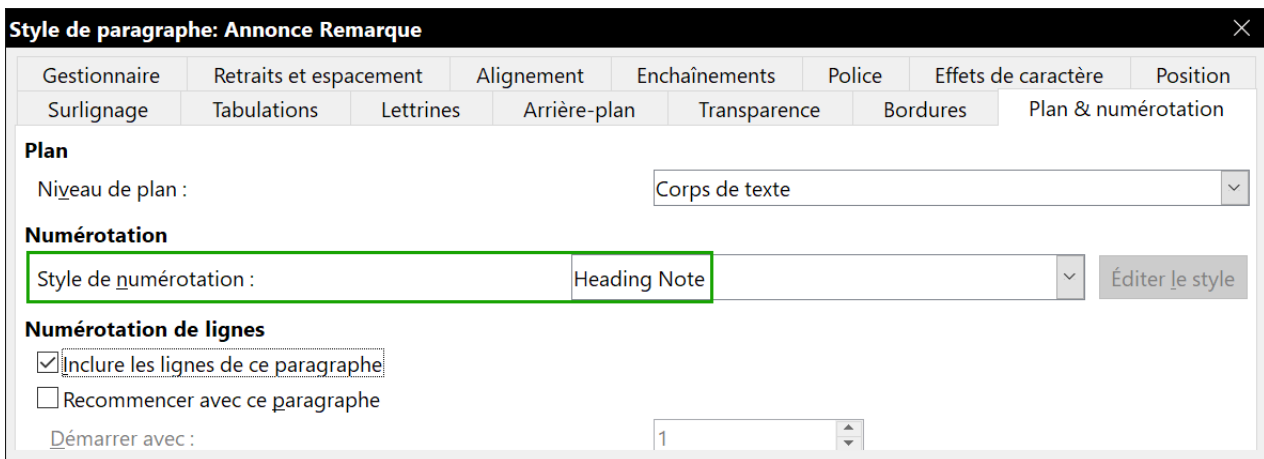 Style de paragraphe: Annonce Remarque
Gestionnaire Retraits et espacement Alignement Enchaînements Police Effets de caractère Position
Surlignage Tabulations Lettrines Arrière-plan Transparence Bordures Plan & numérotation
Plan
Niveau de plan : Corps de texte
Numérotation
Style de numérotation : Heading Note Éditer le style
Numérotation de lignes
Inclure les lignes de ce paragraphe
Recommencer avec ce paragraphe
Démarrer avec : 1